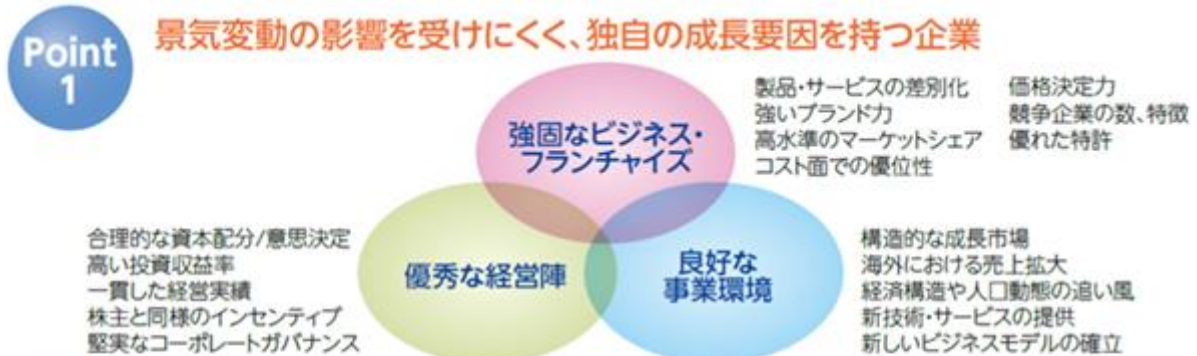 Point
1
景気変動の影響を受けにくく、独自の成長要因を持つ企業
強固なビジネス・
フランチャイズ
製品・サービスの差別化
強いブランド力
高水準のマーケットシェア
コスト面での優位性
価格決定力
競争企業の数、特徴
優れた特許
合理的な資本配分/意思決定
高い投資収益率
一貫した経営実績
株主と同様のインセンティブ
堅実なコーポレートガバナンス
優秀な経営陣
良好な
事業環境
構造的な成長市場
海外における売上拡大
経済構造や人口動態の追い風
新技術・サービスの提供
新しいビジネスモデルの確立